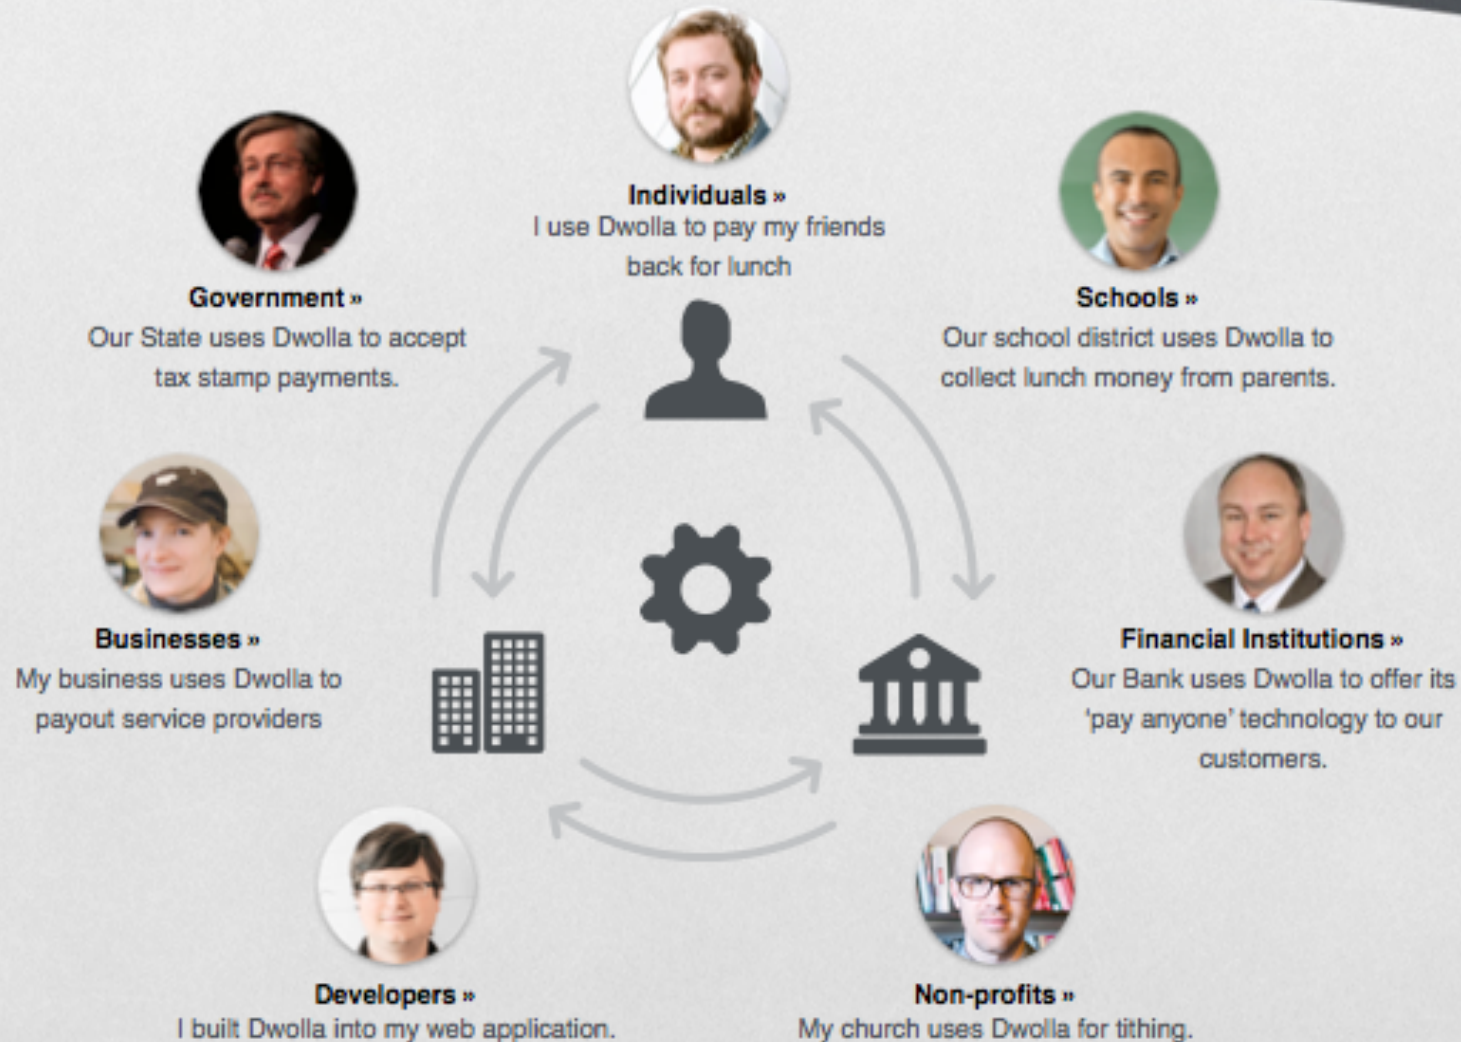 Individuals »
I use Dwolla to pay my friends
back for lunch
Government »
Our State uses Dwolla to accept
tax stamp payments.
Schools »
Our school district uses Dwolla to
collect lunch money from parents.
Businesses »
My business uses Dwolla to
payout service providers
Financial Institutions »
Our Bank uses Dwolla to offer its
'pay anyone' technology to our
customers.
Developers »
I built Dwolla into my web application.
Non-profits »
My church uses Dwolla for tithing.